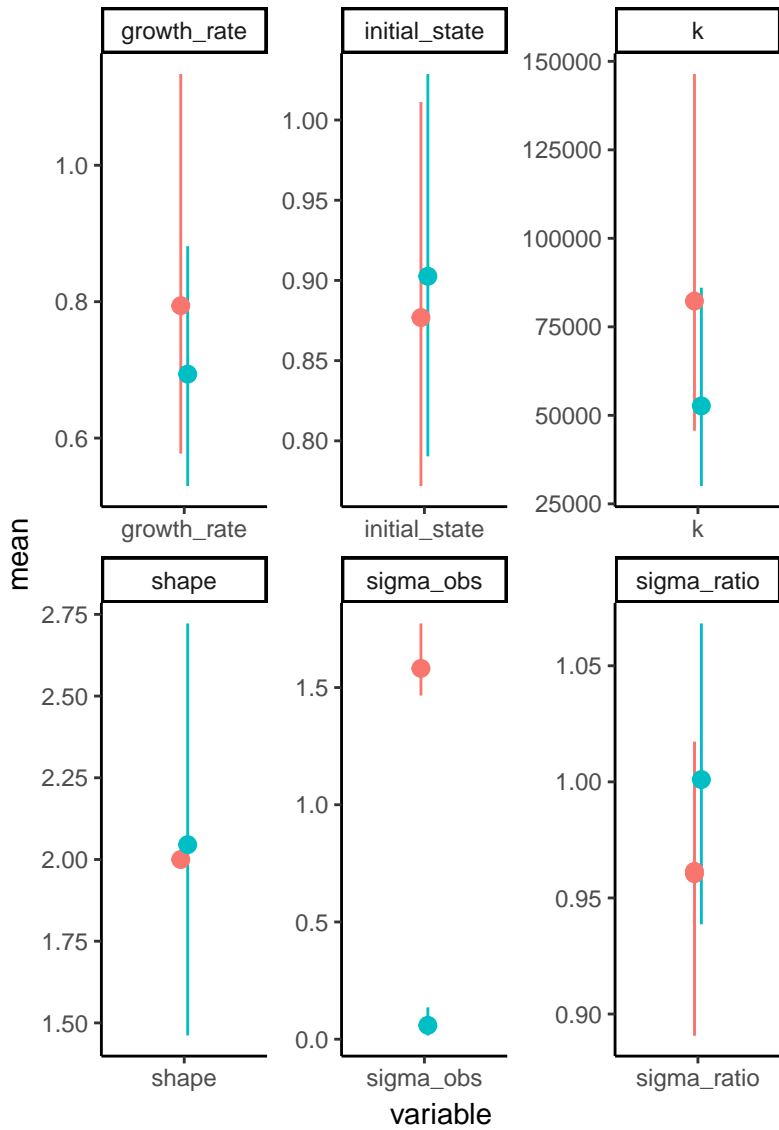 growth_rate
initial_state
k
1.0
0.8
0.6
1.00
0.95
0.90
0.85
0.80
150000
125000
100000
75000
50000
25000
growth_rate
initial_state
k
mean
shape
sigma_obs
sigma_ratio
2.75
2.50
2.25
2.00
1.75
1.50
1.5
1.0
0.5
0.0
1.05
1.00
0.95
0.90
shape
sigma_obs
sigma_ratio
variable